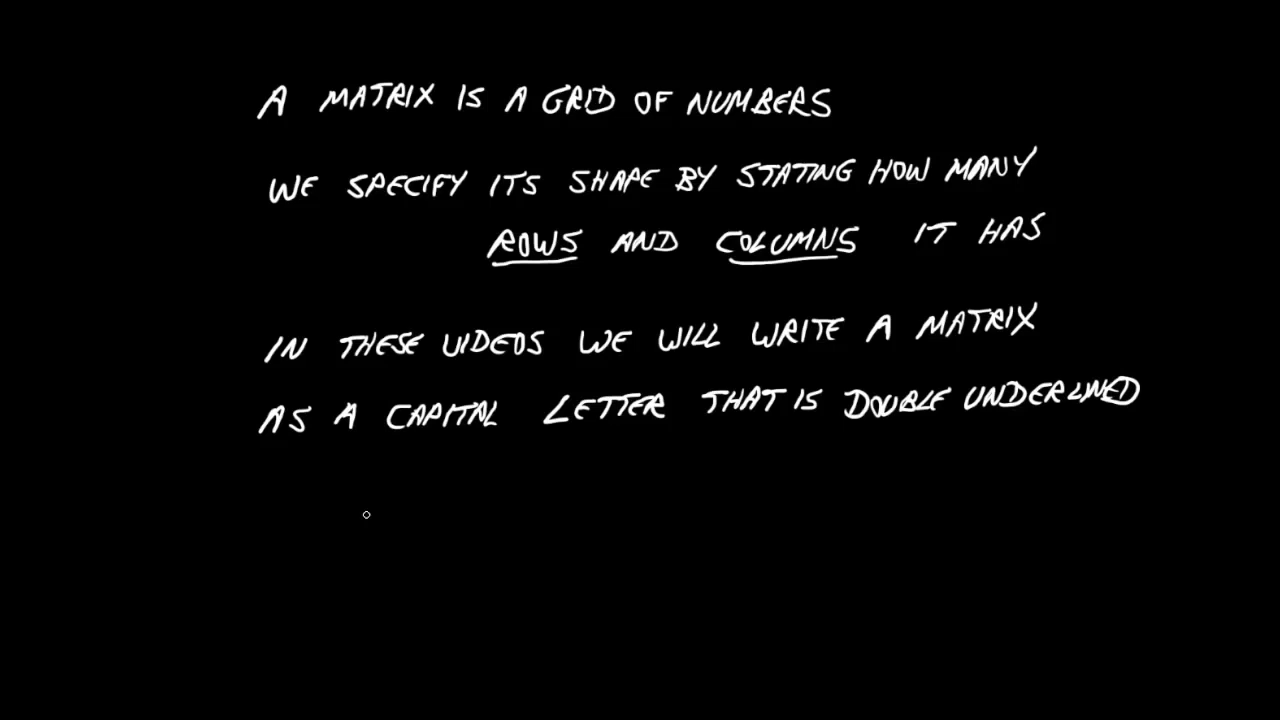 A MATRIX IS A GRID OF NUMBERS
WE SPECIFY ITS SHAPE BY STATING HOW MANY
ROWS AND COLUMNS IT HAS
IN THESE VIDEOS WE WILL WRITE A MATRIX
AS A CAPITAL LETTER THAT IS DOUBLE UNDERLINED